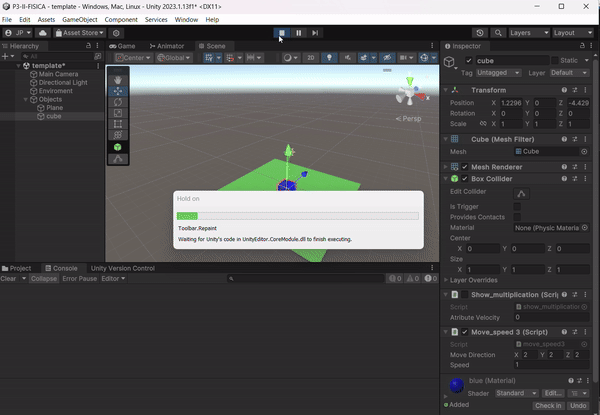 P3-II-FISICA - template - Windows, Mac, Linux - Unity 2023.1.13f1* <DX11>
File Edit Assets GameObject Component Services Window Help
JP Asset Store Layers Layout
Hierarchy
All
template*
Main Camera
Directional Light
Enviroment
Objects
Plane
cube
Game Animator Scene
Center Global 2D
x
< Persp
Hold on
Toolbar.Repaint
Waiting for Unity's code in UnityEditor.CoreModule.dll to finish executing.
Project Console Unity Version Control
Clear Collapse Error Pause Editor 0 0 0
Inspector
cube Static
Tag Untagged Layer Default
Transform
Position X 1.2296 Y 0 Z -4.429
Rotation X 0 Y 0 Z 0
Scale X 1 Y 1 Z 1
Cube (Mesh Filter)
Mesh Cube
Mesh Renderer
Box Collider
Edit Collider
Is Trigger
Provides Contacts
Material None (Physic Materia
Center
X 0 Y 0 Z 0
Size
X 1 Y 1 Z 1
Layer Overrides
Show_multiplication (Scrip
Script show_multiplication
Atribute Velocity 0
Move_speed 3 (Script)
Script move_speed3
Move Direction X 2 Y 2 Z 2
Speed 1
blue (Material)
Shader Standard Edit...
Added Check in Undo